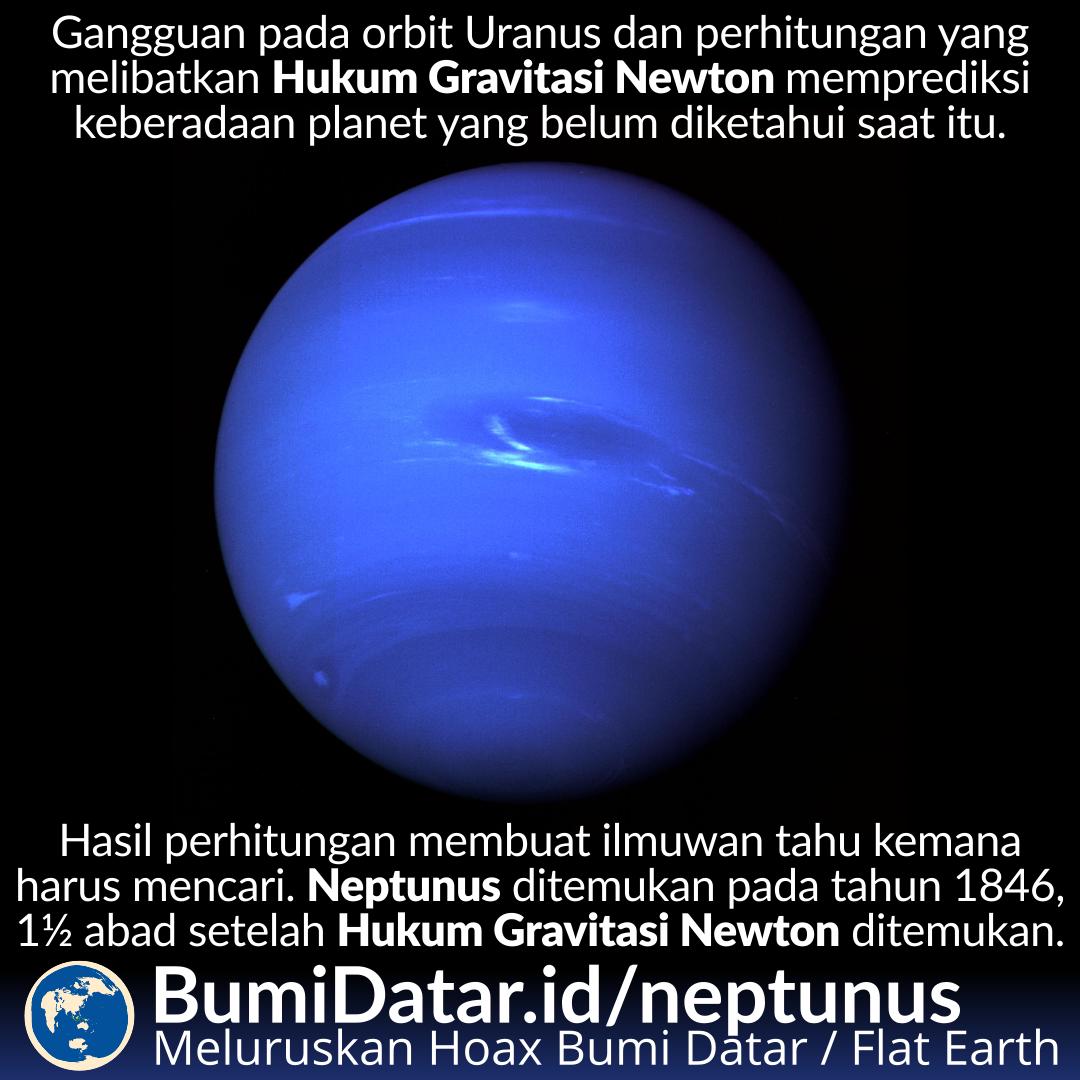 Gangguan pada orbit Uranus dan perhitungan yang
melibatkan Hukum Gravitasi Newton memprediksi
keberadaan planet yang belum diketahui saat itu.
Hasil perhitungan membuat ilmuwan tahu kemana
harus mencari. Neptunus ditemukan pada tahun 1846,
1½ abad setelah Hukum Gravitasi Newton ditemukan.
BumiDatar.id/neptunus
Meluruskan Hoax Bumi Datar / Flat Earth